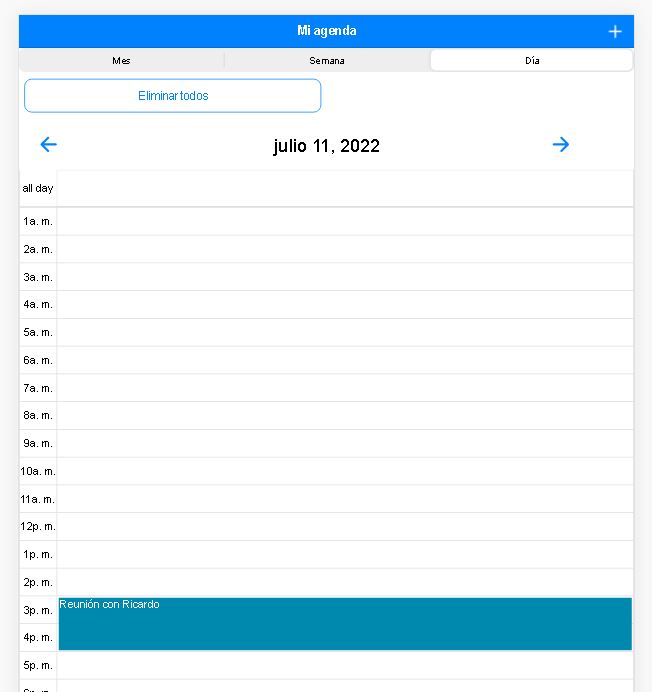 Mi agenda
Mes Semana Día
Eliminar todos
julio 11, 2022
all day
1a. m.
2a. m.
3a. m.
4a. m.
5a. m.
6a. m.
7a. m.
8a. m.
9a. m.
10a. m.
11a. m.
12p. m.
1p. m.
2p. m.
3p. m. Reunión con Ricardo
4p. m.
5p. m.